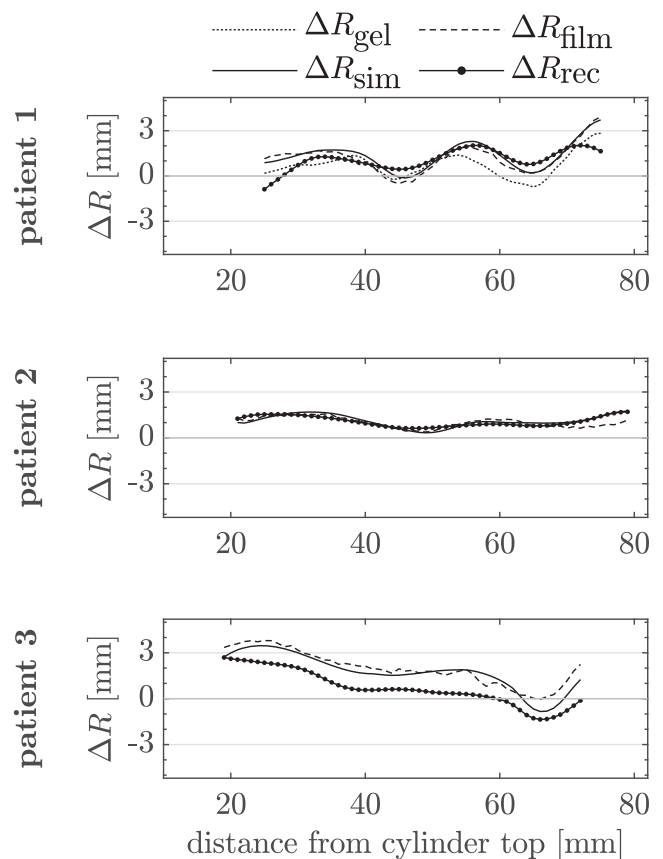 ΔR_gel ΔR_film
ΔR_sim ΔR_rec
patient 1
ΔR [mm]
3
0
-3
20 40 60 80
patient 2
ΔR [mm]
3
0
-3
20 40 60 80
patient 3
ΔR [mm]
3
0
-3
20 40 60 80
distance from cylinder top [mm]